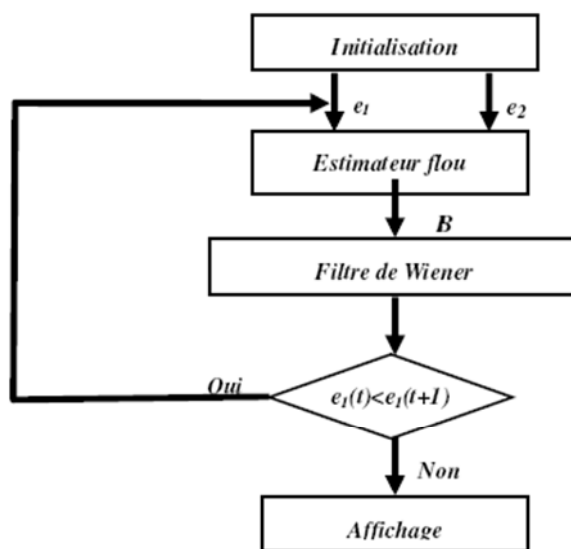 Initialisation
e₁ e₂
Estimateur flou
B
Filtre de Wiener
Oui
e₁(t)<e₁(t+1)
Non
Affichage